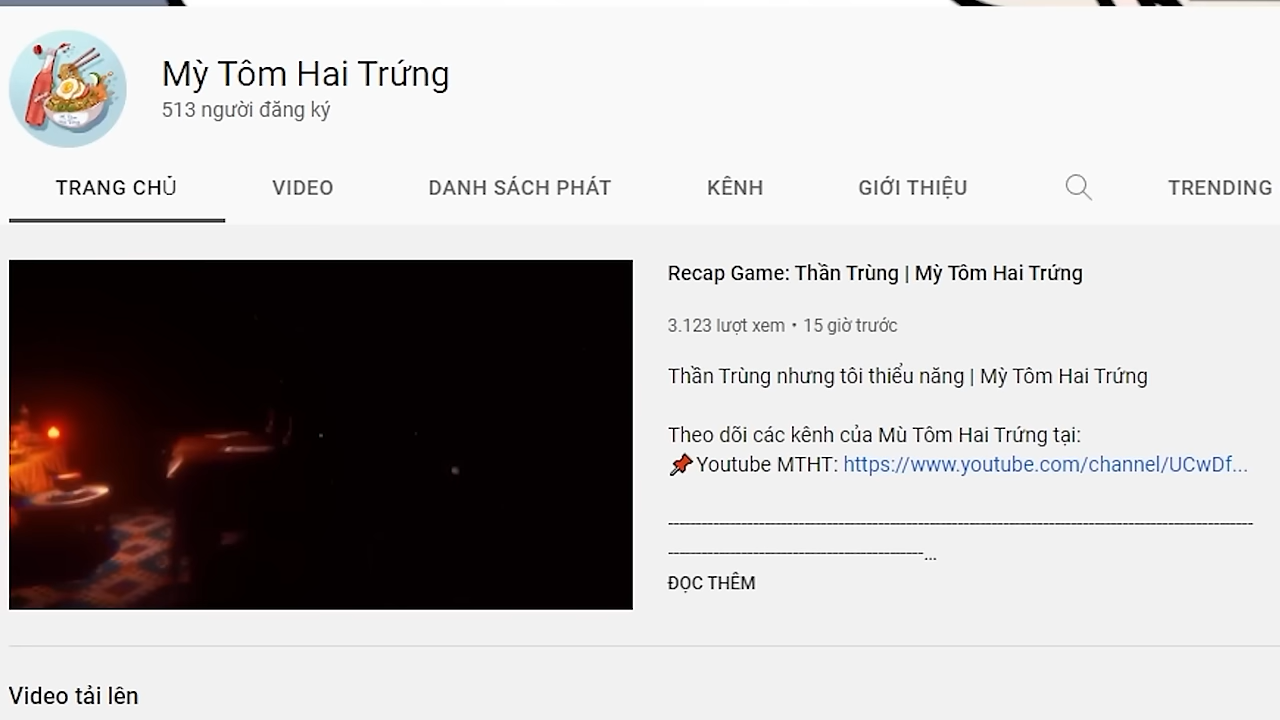 Mỳ Tôm Hai Trứng
513 người đăng ký
TRANG CHỦ VIDEO DANH SÁCH PHÁT KÊNH GIỚI THIỆU TRENDING
Recap Game: Thần Trùng | Mỳ Tôm Hai Trứng
3.123 lượt xem • 15 giờ trước
Thần Trùng nhưng tôi thiểu năng | Mỳ Tôm Hai Trứng
Theo dõi các kênh của Mù Tôm Hai Trứng tại:
📌Youtube MTHT: https://www.youtube.com/channel/UCwDf...
---------------------------------------------------------------------------------------------------
-------------------------------------------...
ĐỌC THÊM
Video tải lên